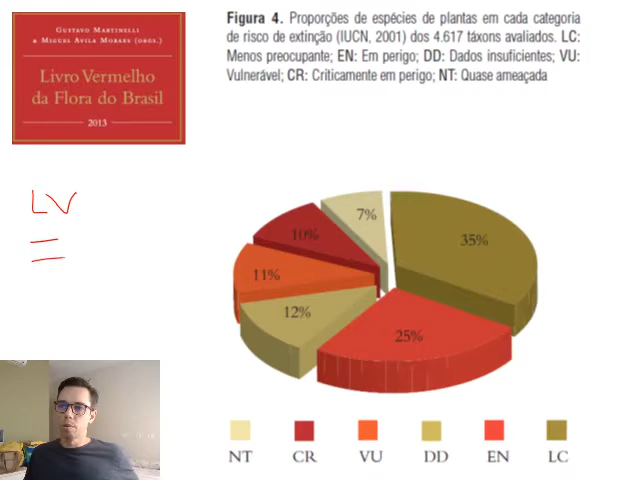 GUSTAVO MARTINELLI
& MIGUEL AVILA MORAES (ORGS.)
Livro Vermelho
da Flora do Brasil
2013
Figura 4. Proporções de espécies de plantas em cada categoria
de risco de extinção (IUCN, 2001) dos 4.617 táxons avaliados. LC:
Menos preocupante; EN: Em perigo; DD: Dados insuficientes; VU:
Vulnerável; CR: Criticamente em perigo; NT: Quase ameaçada
LV
=
7%
35%
10%
11%
12%
25%
NT CR VU DD EN LC